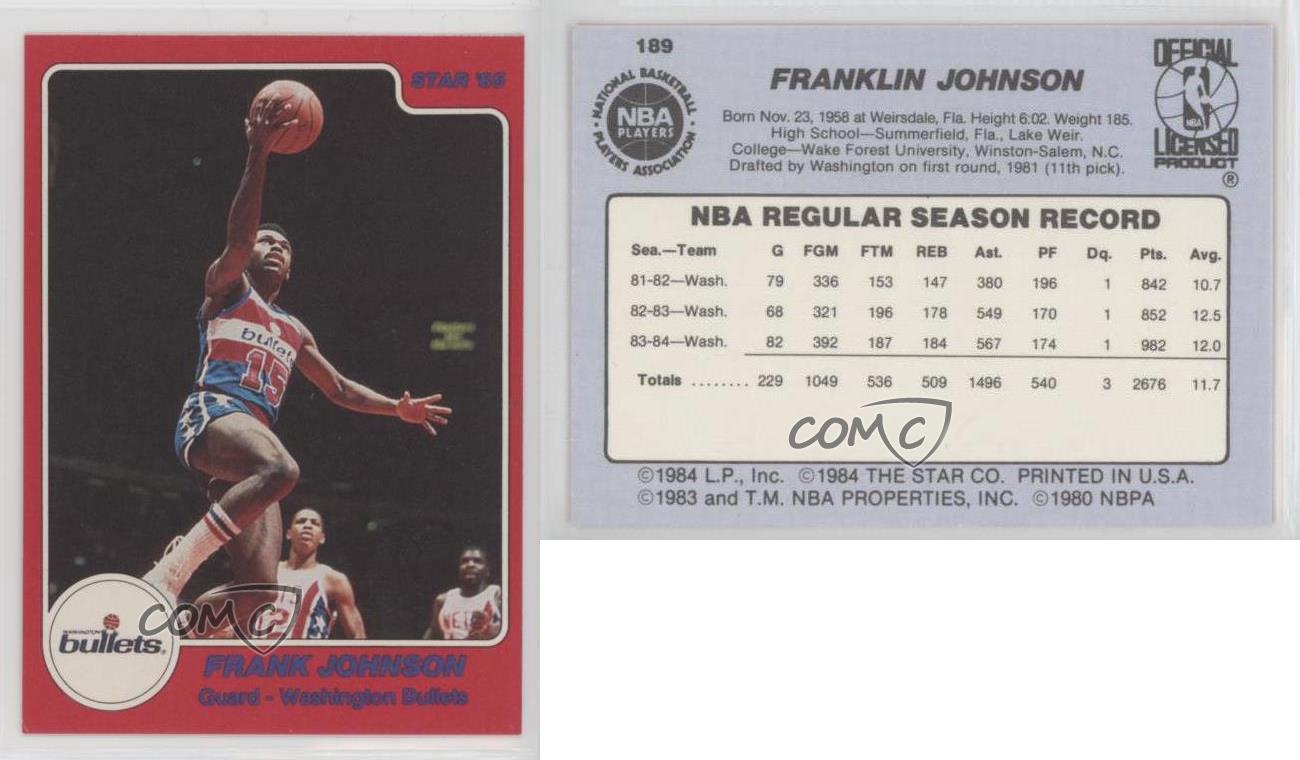 STAR '85
bullets
15
12
NETS
WASHINGTON
bullets.
COMC
FRANK JOHNSON
Guard - Washington Bullets
189
NATIONAL BASKETBALL
NBA
PLAYERS
PLAYERS ASSOCIATION
FRANKLIN JOHNSON
Born Nov. 23, 1958 at Weirsdale, Fla. Height 6:02. Weight 185.
High School—Summerfield, Fla., Lake Weir.
College—Wake Forest University, Winston-Salem, N.C.
Drafted by Washington on first round, 1981 (11th pick).
OFFICIAL
NBA
LICENSED
PRODUCT
®
NBA REGULAR SEASON RECORD
Sea.—Team G FGM FTM REB Ast. PF Dq. Pts. Avg.
81-82—Wash. 79 336 153 147 380 196 1 842 10.7
82-83—Wash. 68 321 196 178 549 170 1 852 12.5
83-84—Wash. 82 392 187 184 567 174 1 982 12.0
Totals ........ 229 1049 536 509 1496 540 3 2676 11.7
COMC
©1984 L.P., Inc. ©1984 THE STAR CO. PRINTED IN U.S.A.
©1983 and T.M. NBA PROPERTIES, INC. ©1980 NBPA